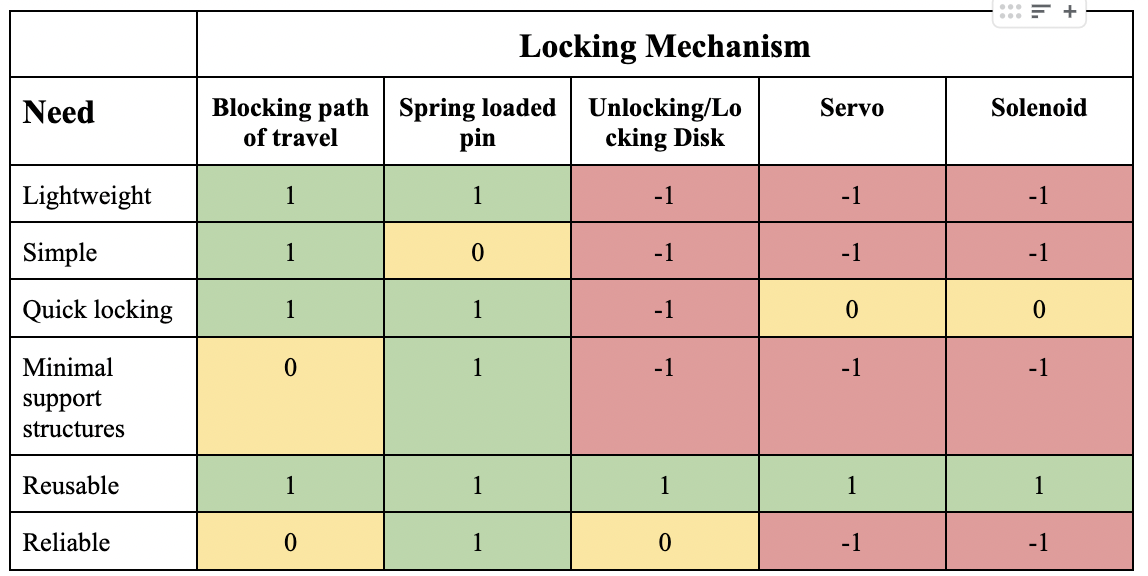 Locking Mechanism
Need
Blocking path
of travel
Spring loaded
pin
Unlocking/Lo
cking Disk
Servo
Solenoid
Lightweight 1 1 -1 -1 -1
Simple 1 0 -1 -1 -1
Quick locking 1 1 -1 0 0
Minimal 0 1 -1 -1 -1
support
structures
Reusable 1 1 1 1 1
Reliable 0 1 0 -1 -1